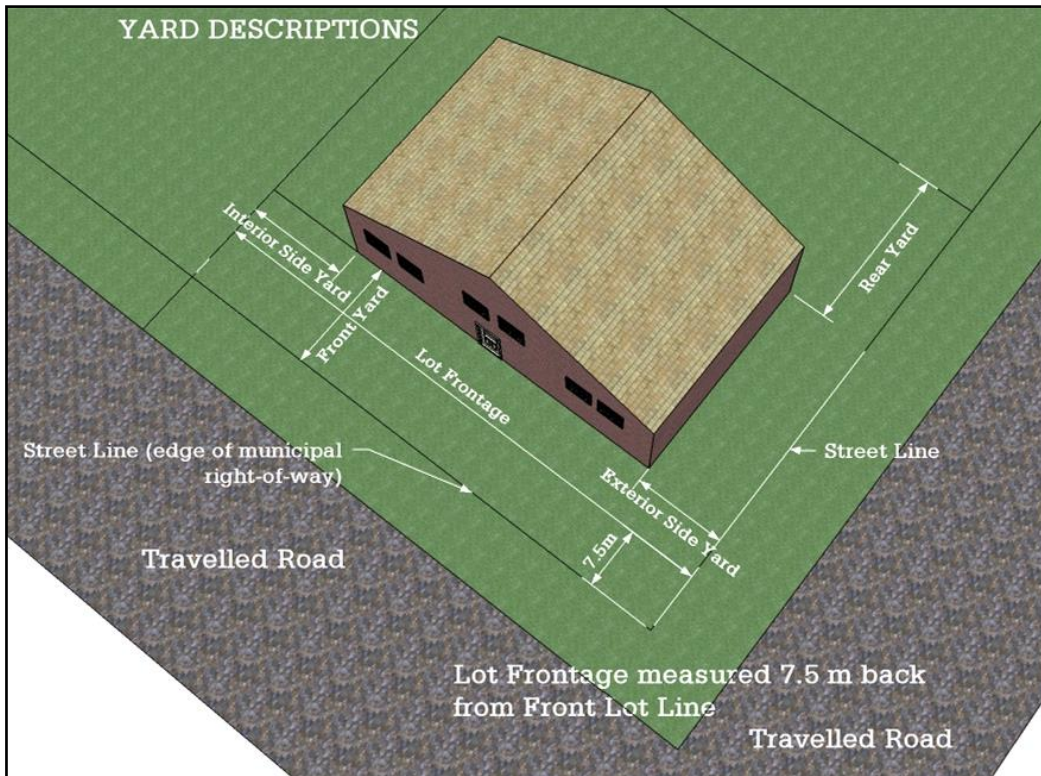 YARD DESCRIPTIONS
Interior Side Yard
Front Yard
Lot Frontage
Rear Yard
Street Line (edge of municipal
right-of-way)
Street Line
Exterior Side Yard
7.5m
Travelled Road
Lot Frontage measured 7.5 m back
from Front Lot Line
Travelled Road